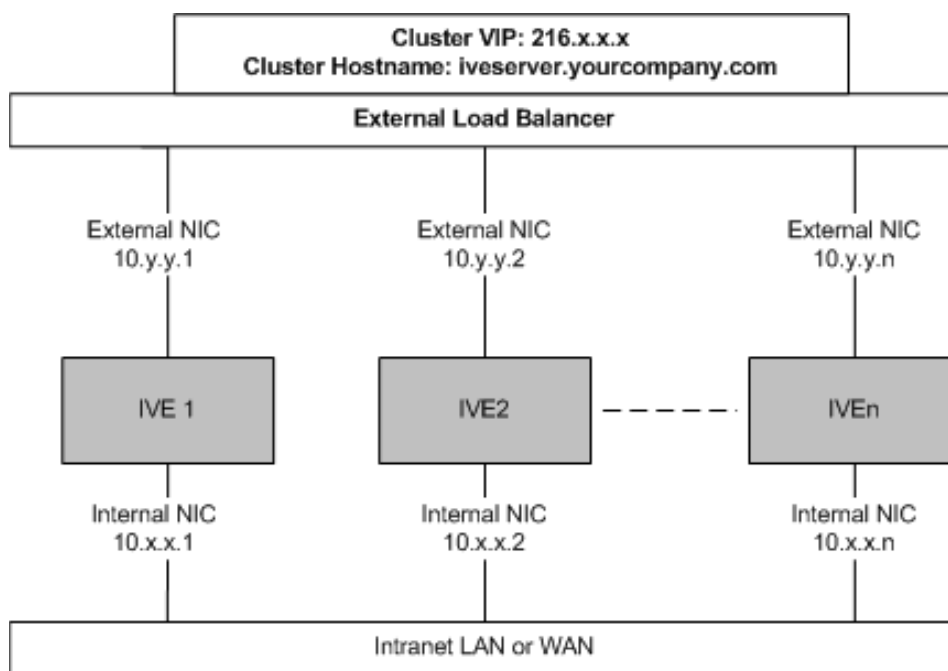 Cluster VIP: 216.x.x.x
Cluster Hostname: iveserver.yourcompany.com
External Load Balancer
External NIC
10.y.y.1
External NIC
10.y.y.2
External NIC
10.y.y.n
IVE 1
IVE2
IVEn
Internal NIC
10.x.x.1
Internal NIC
10.x.x.2
Internal NIC
10.x.x.n
Intranet LAN or WAN